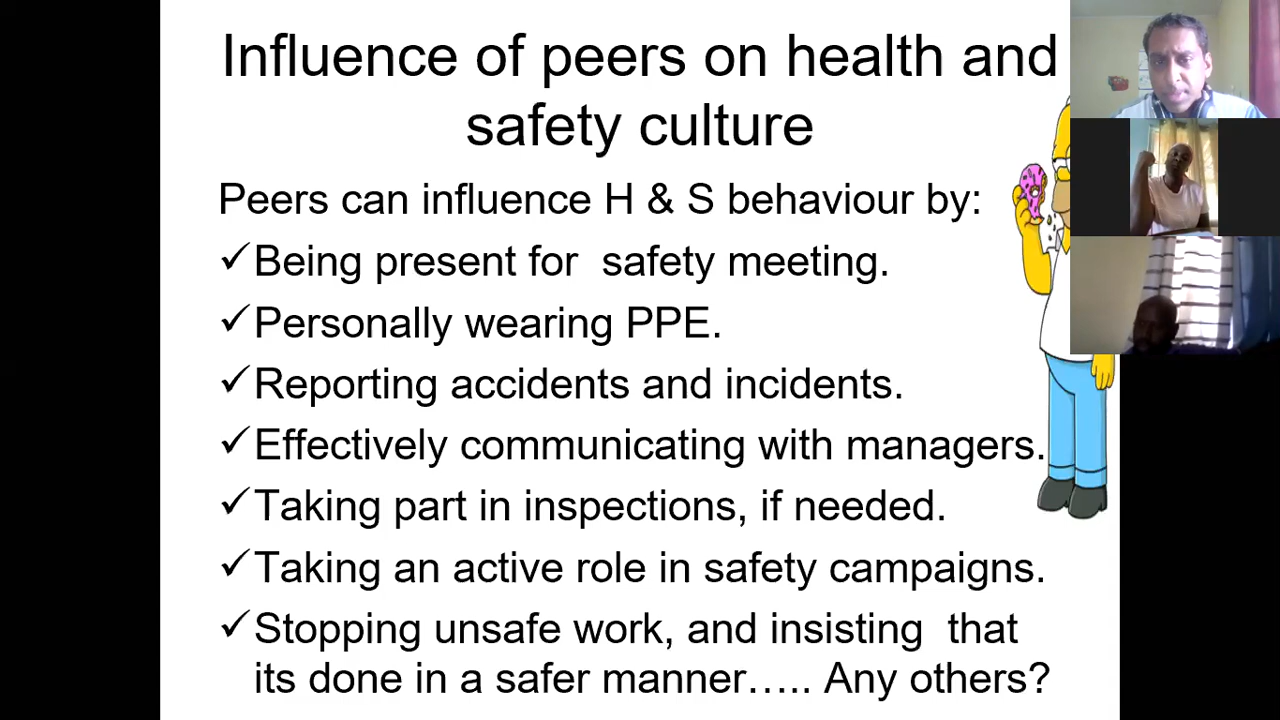 Influence of peers on health and
safety culture
Peers can influence H & S behaviour by:
✓Being present for  safety meeting.
✓Personally wearing PPE.
✓Reporting accidents and incidents.
✓Effectively communicating with managers.
✓Taking part in inspections, if needed.
✓Taking an active role in safety campaigns.
✓Stopping unsafe work, and insisting  that
its done in a safer manner….. Any others?